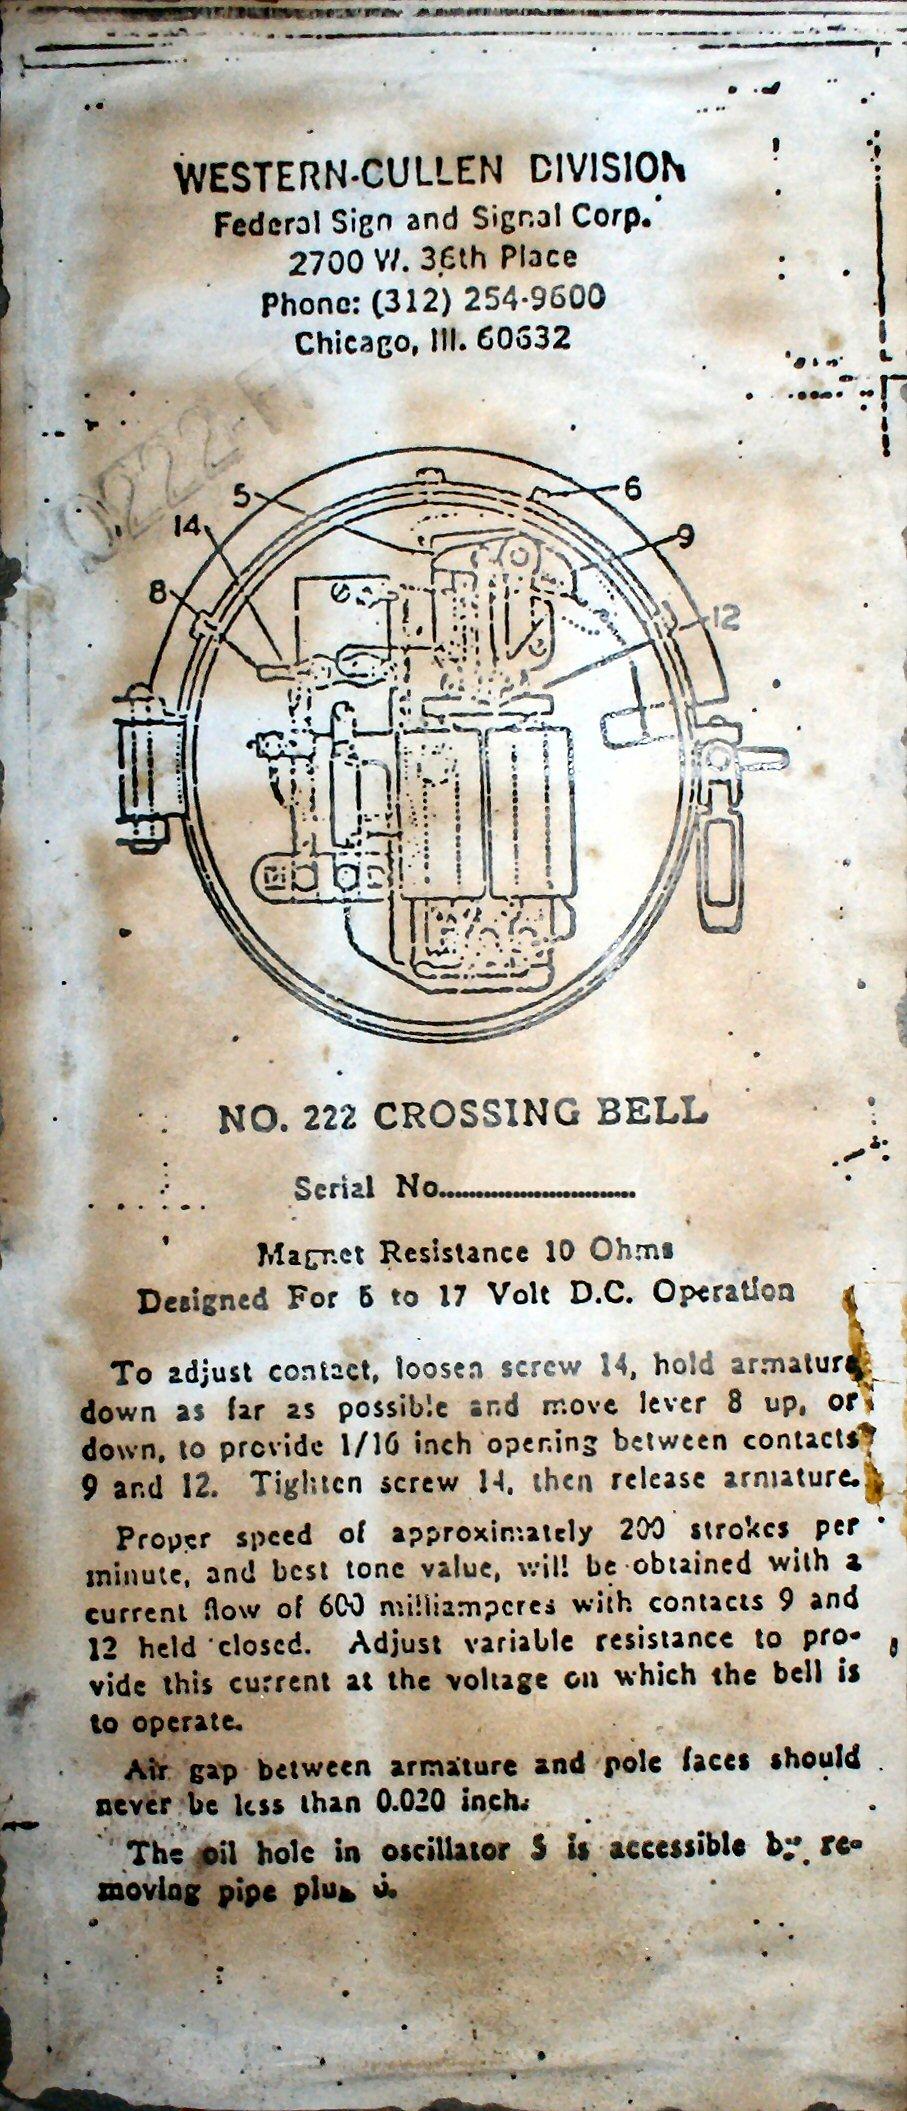 WESTERN-CULLEN DIVISION
Federal Sign and Signal Corp.
2700 W. 36th Place
Phone: (312) 254-9600
Chicago, Ill. 60632
0222-
5
6
14
9
8
12
NO. 222 CROSSING BELL
Serial No..............................
Magnet Resistance 10 Ohms
Designed For 6 to 17 Volt D.C. Operation
To adjust contact, loosen screw 14, hold armature
down as far as possible and move lever 8 up, or
down, to provide 1/16 inch opening between contacts
9 and 12. Tighten screw 14, then release armature.
Proper speed of approximately 200 strokes per
minute, and best tone value, will be obtained with a
current flow of 600 milliamperes with contacts 9 and
12 held closed. Adjust variable resistance to pro-
vide this current at the voltage on which the bell is
to operate.
Air gap between armature and pole faces should
never be less than 0.020 inch.
The oil hole in oscillator 5 is accessible by re-
moving pipe plug 6.